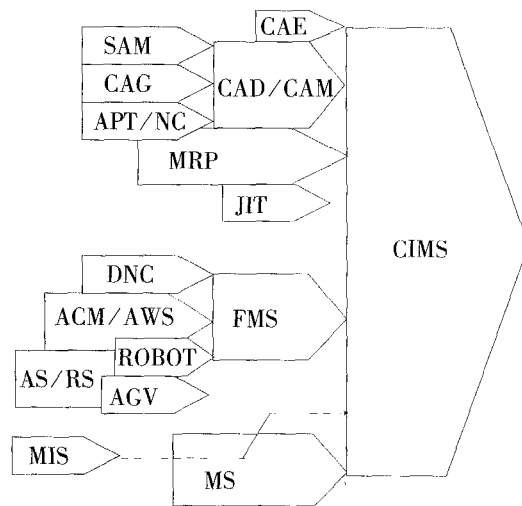 CAE
SAM
CAG
CAD/CAM
APT/NC
MRP
JIT
CIMS
DNC
ACM/AWS
FMS
ROBOT
AS/RS
AGV
MIS
MS